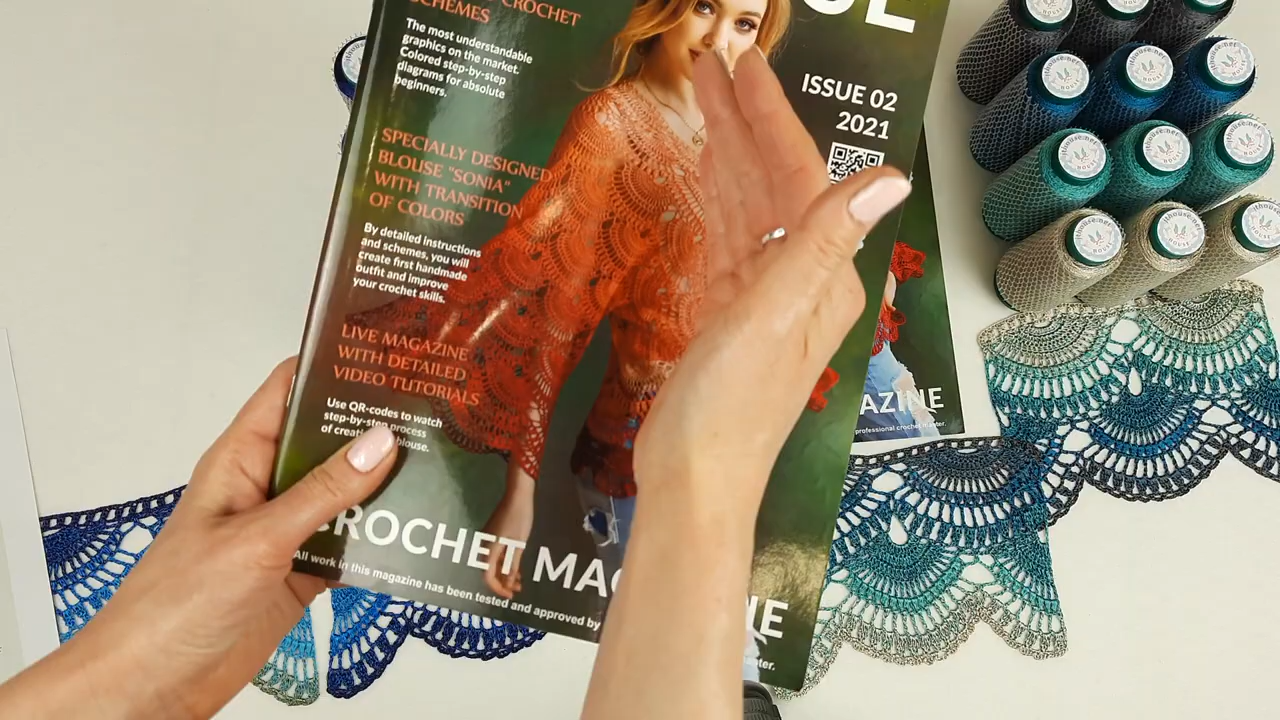 CROCHET
SCHEMES
The most understandable
graphics on the market.
Colored step-by-step
diagrams for absolute
beginners.
SPECIALLY DESIGNED
BLOUSE "SONIA"
WITH TRANSITION
OF COLORS
By detailed instructions
and schemes, you will
create first handmade
outfit and improve
your crochet skills.
LIVE MAGAZINE
WITH DETAILED
VIDEO TUTORIALS
Use QR-codes to watch
step-by-step process
of blouse.
ISSUE 02
2021
CROCHET
All work in this magazine has been tested and approved by
AZINE
professional crochet master.
HOUSE